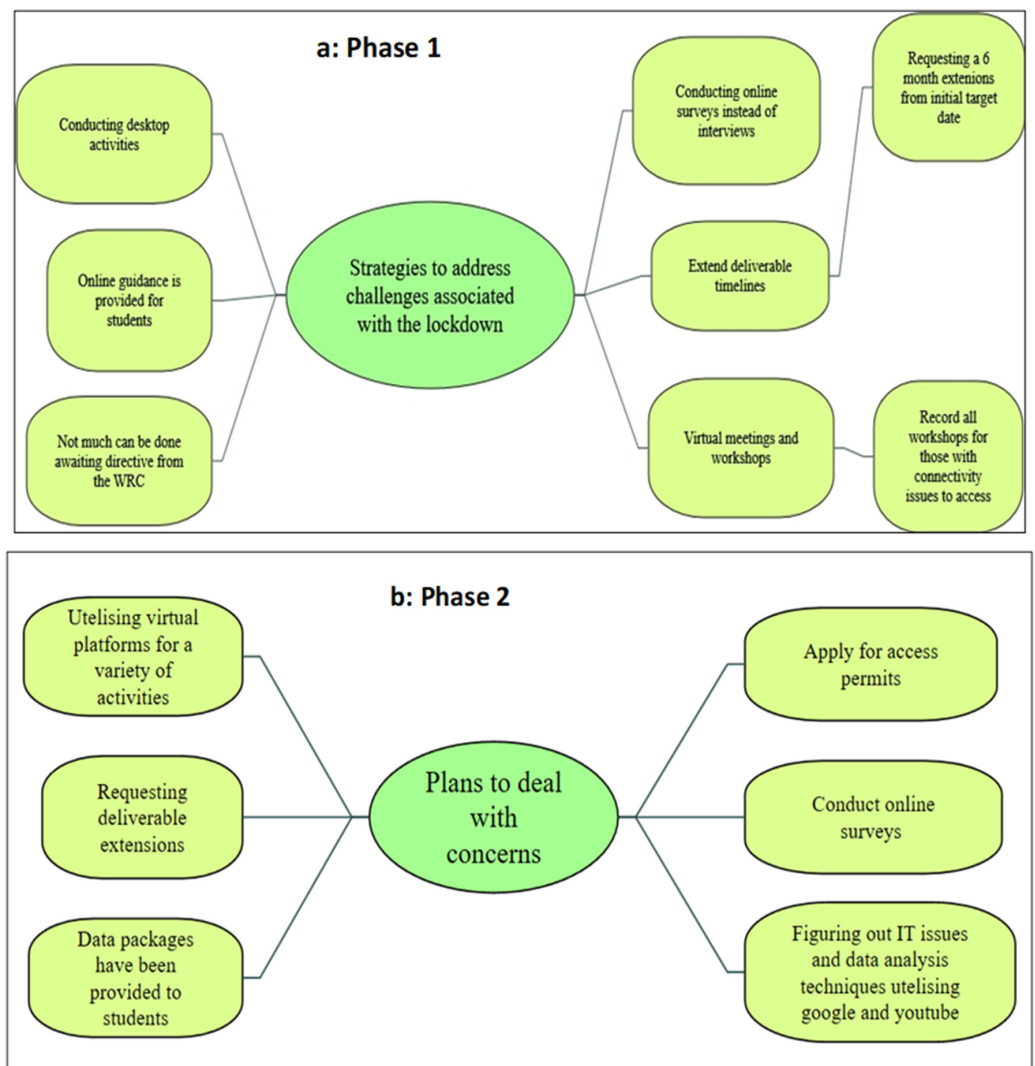 a: Phase 1
Conducting desktop
activities
Online guidance is
provided for
students
Not much can be done
awaiting directive from
the WRC
Strategies to address
challenges associated
with the lockdown
Conducting online
surveys instead of
interviews
Extend deliverable
timelines
Virtual meetings and
workshops
Requesting a 6
month extenions
from initial target
date
Record all
workshops for
those with
connectivity
issues to access
b: Phase 2
Utelising virtual
platforms for a
variety of
activities
Requesting
deliverable
extensions
Data packages
have been
provided to
students
Plans to deal
with
concerns
Apply for access
permits
Conduct online
surveys
Figuring out IT issues
and data analysis
techniques utelising
google and youtube